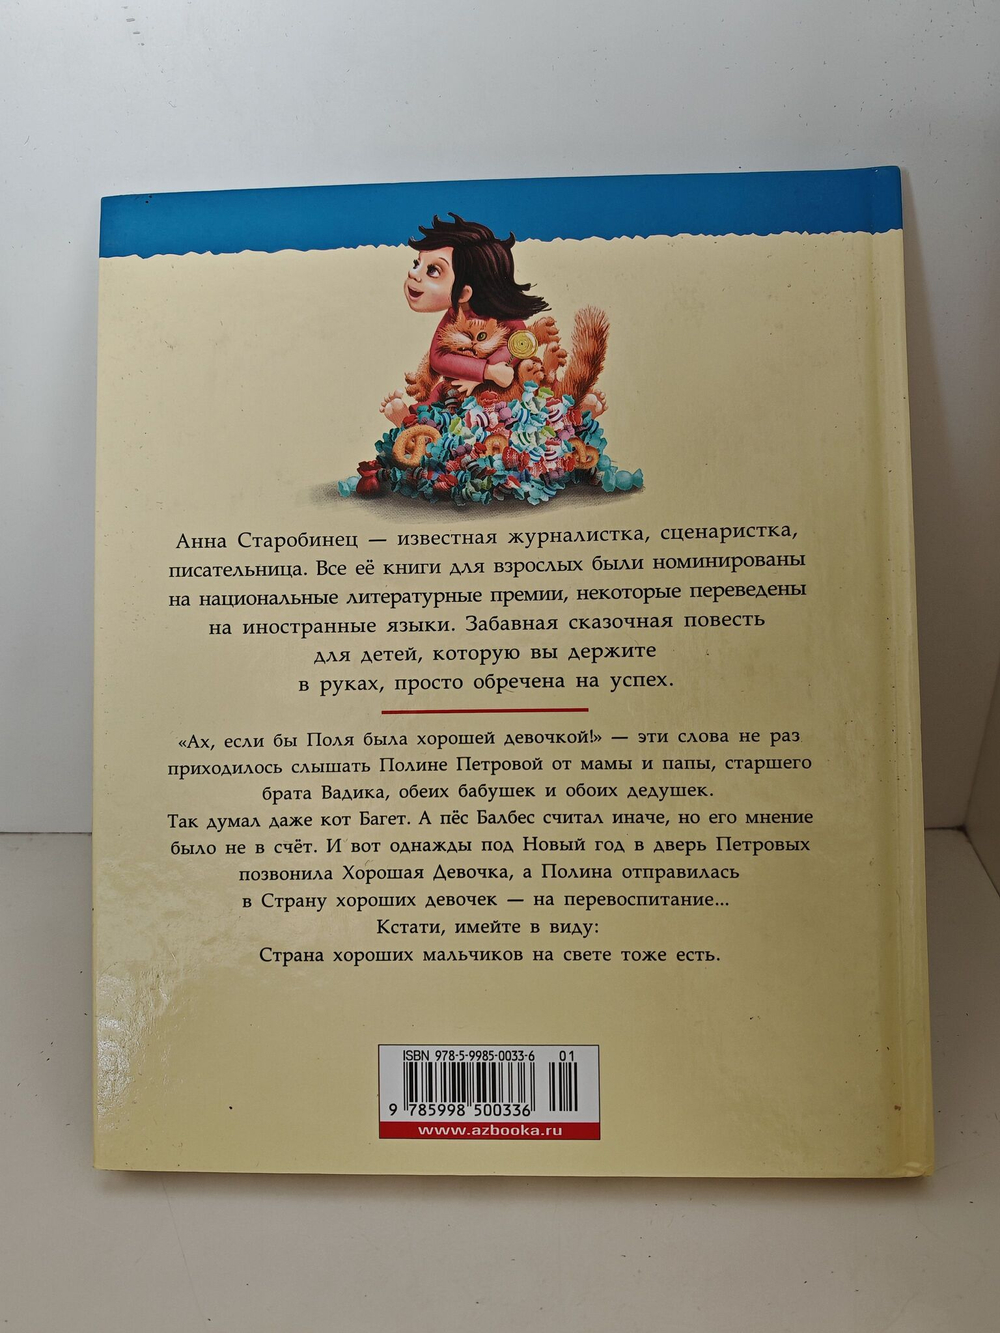 Анна Старобинец — известная журналистка, сценаристка,
писательница. Все её книги для взрослых были номинированы
на национальные литературные премии, некоторые переведены
на иностранные языки. Забавная сказочная повесть
для детей, которую вы держите
в руках, просто обречена на успех.
«Ах, если бы Поля была хорошей девочкой!» — эти слова не раз
приходилось слышать Полине Петровой от мамы и папы, старшего
брата Вадика, обеих бабушек и обоих дедушек.
Так думал даже кот Багет. А пёс Балбес считал иначе, но его мнение
было не в счёт. И вот однажды под Новый год в дверь Петровых
позвонила Хорошая Девочка, а Полина отправилась
в Страну хороших девочек — на перевоспитание...
Кстати, имейте в виду:
Страна хороших мальчиков на свете тоже есть.
ISBN 978-5-9985-0033-6 01
9 785998 500336
www.azbooka.ru